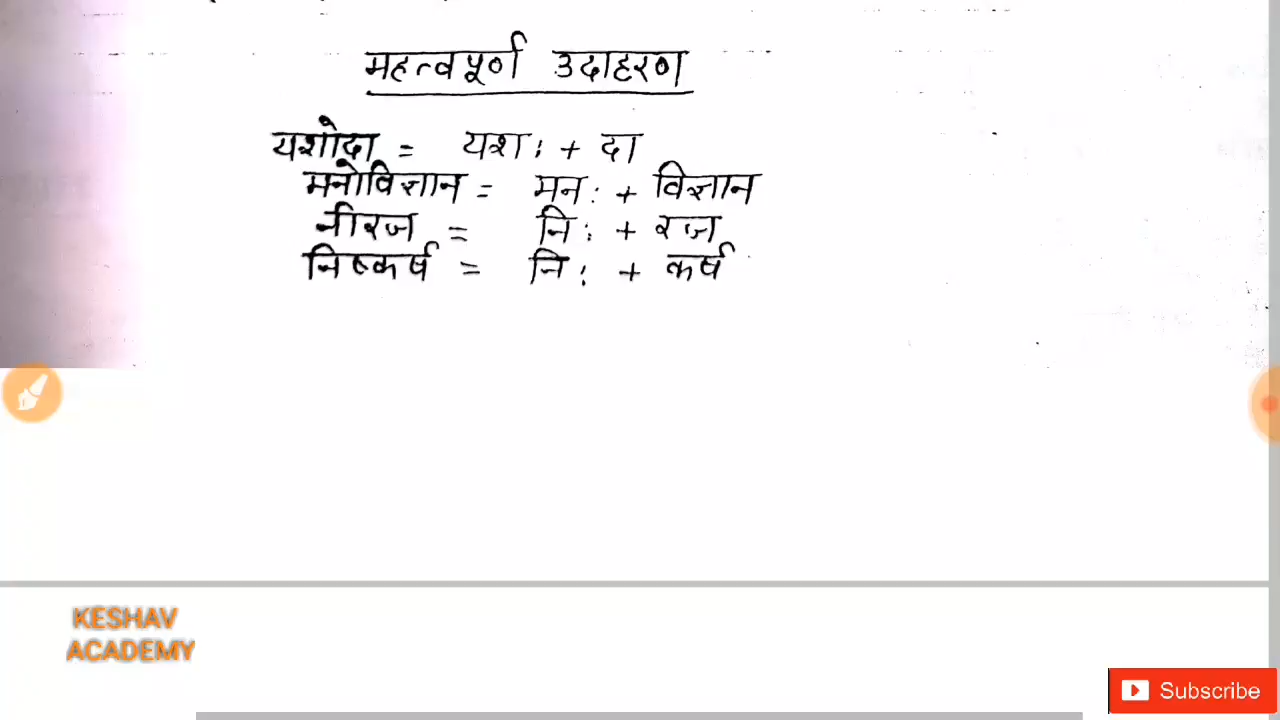 महत्वपूर्ण उदाहरण
यशोदा = यश: + दा
मनोविज्ञान = मन: + विज्ञान
नीरज = नि: + रज
निष्कर्ष = नि: + कर्ष
KESHAV
ACADEMY
Subscribe